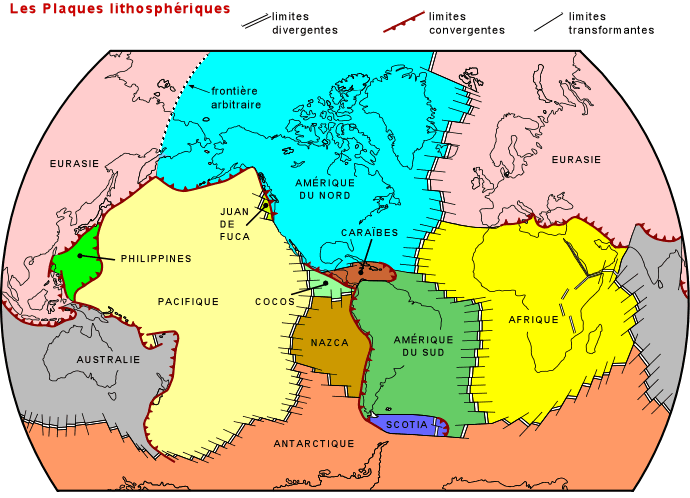 Les Plaques lithosphériques
limites
divergentes
limites
convergentes
limites
transformantes
frontière
arbitraire
EURASIE
EURASIE
AMÉRIQUE
DU NORD
JUAN
DE
FUCA
CARAÏBES
PHILIPPINES
PACIFIQUE
COCOS
AFRIQUE
NAZCA
AMÉRIQUE
DU SUD
AUSTRALIE
SCOTIA
ANTARCTIQUE